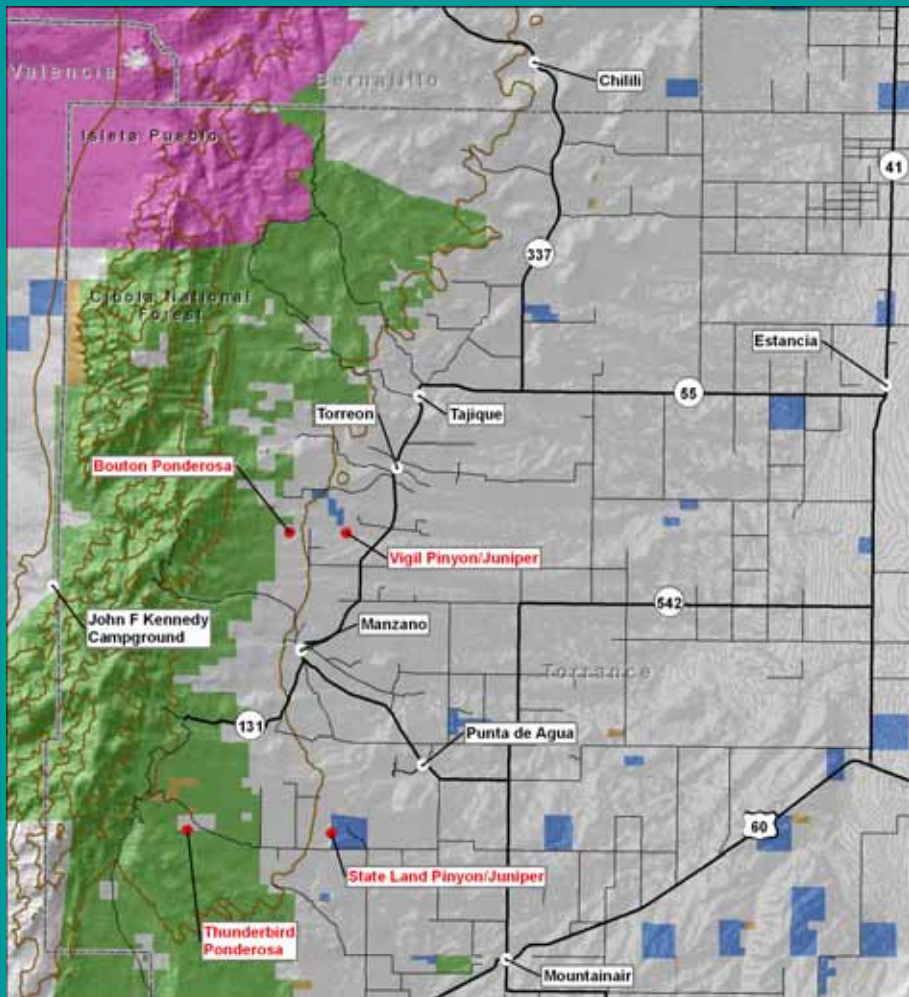 Valencia
Bernalillo
Chilili
Isleta Pueblo
41
337
Cibola National
Forest
Estancia
55
Torreon
Tajique
Bouton Ponderosa
Vigil Pinyon/Juniper
542
John F Kennedy
Campground
Manzano
Torrance
131
Punta de Agua
60
State Land Pinyon/Juniper
Thunderbird
Ponderosa
Mountainair